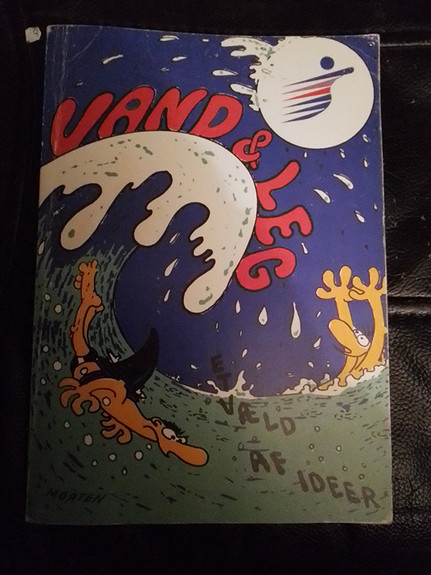 VAND & LEG
ET
VÆLD
AF IDEER
MORTEN